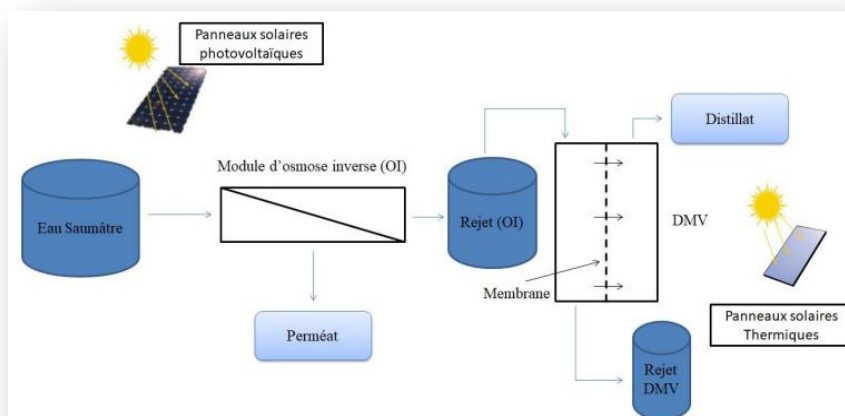 Panneaux solaires
photovoltaïques
Module d'osmose inverse (OI)
Eau Saumâtre
Rejet (OI)
Distillat
DMV
Membrane
Perméat
Panneaux solaires
Thermiques
Rejet
DMV